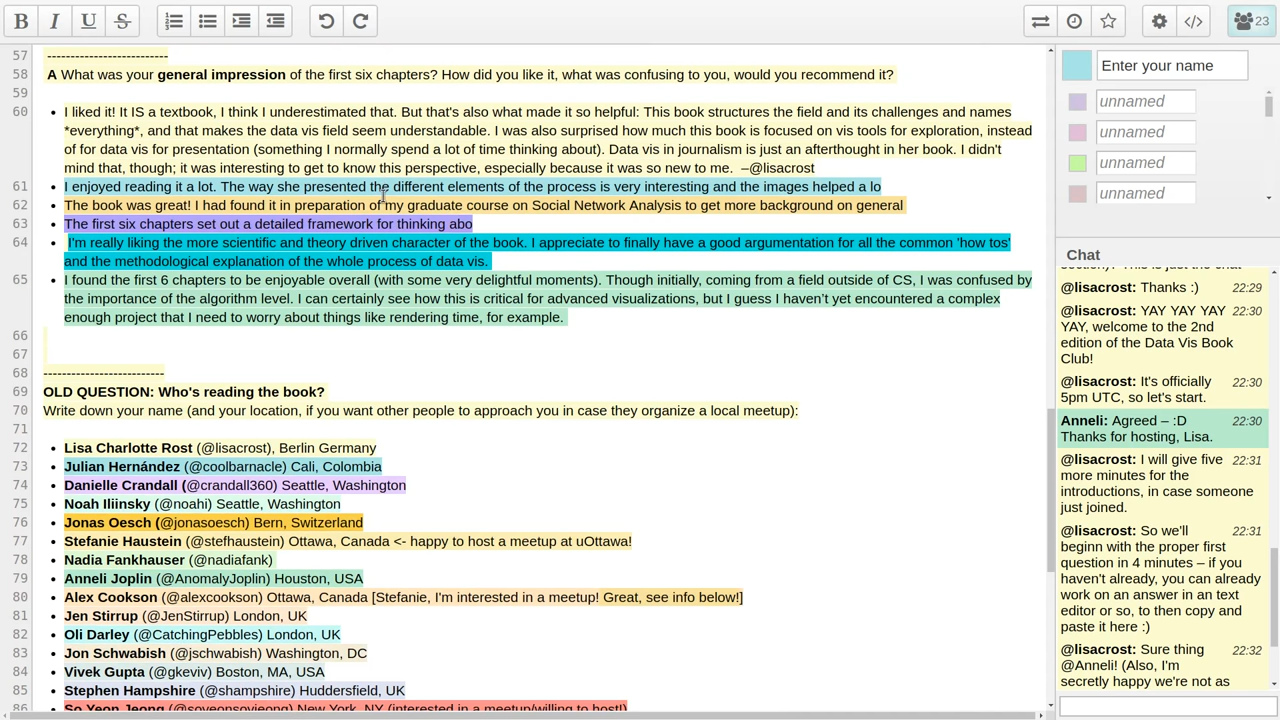 B I U S 23
57 --------------------------
58 A What was your general impression of the first six chapters? How did you like it, what was confusing to you, would you recommend it?
59
60 I liked it! It IS a textbook, I think I underestimated that. But that's also what made it so helpful: This book structures the field and its challenges and names
*everything*, and that makes the data vis field seem understandable. I was also surprised how much this book is focused on vis tools for exploration, instead
of for data vis for presentation (something I normally spend a lot of time thinking about). Data vis in journalism is just an afterthought in her book. I didn't
mind that, though; it was interesting to get to know this perspective, especially because it was so new to me.  –@lisacrost
61 I enjoyed reading it a lot. The way she presented the different elements of the process is very interesting and the images helped a lo
62 The book was great! I had found it in preparation of my graduate course on Social Network Analysis to get more background on general
63 The first six chapters set out a detailed framework for thinking abo
64 I'm really liking the more scientific and theory driven character of the book. I appreciate to finally have a good argumentation for all the common 'how tos'
and the methodological explanation of the whole process of data vis.
65 I found the first 6 chapters to be enjoyable overall (with some very delightful moments). Though initially, coming from a field outside of CS, I was confused by
the importance of the algorithm level. I can certainly see how this is critical for advanced visualizations, but I guess I haven't yet encountered a complex
enough project that I need to worry about things like rendering time, for example.
66
67
68 --------------------------
69 OLD QUESTION: Who's reading the book?
70 Write down your name (and your location, if you want other people to approach you in case they organize a local meetup):
71
72 Lisa Charlotte Rost (@lisacrost), Berlin Germany
73 Julian Hernández (@coolbarnacle) Cali, Colombia
74 Danielle Crandall (@crandall360) Seattle, Washington
75 Noah Iliinsky (@noahi) Seattle, Washington
76 Jonas Oesch (@jonasoesch) Bern, Switzerland
77 Stefanie Haustein (@stefhaustein) Ottawa, Canada <- happy to host a meetup at uOttawa!
78 Nadia Fankhauser (@nadiafank)
79 Anneli Joplin (@AnomalyJoplin) Houston, USA
80 Alex Cookson (@alexcookson) Ottawa, Canada [Stefanie, I'm interested in a meetup! Great, see info below!]
81 Jen Stirrup (@JenStirrup) London, UK
82 Oli Darley (@CatchingPebbles) London, UK
83 Jon Schwabish (@jschwabish) Washington, DC
84 Vivek Gupta (@gkeviv) Boston, MA, USA
85 Stephen Hampshire (@shampshire) Huddersfield, UK
86 So Yeon Jeong (@soyeonsovjeong) New York, NY (interested in a meetup/willing to host!)
Enter your name
unnamed
unnamed
unnamed
unnamed
Chat
section)? This is just the chat
@lisacrost: Thanks :) 22:29
@lisacrost: YAY YAY YAY 22:30
YAY, welcome to the 2nd
edition of the Data Vis Book
Club!
@lisacrost: It's officially 22:30
5pm UTC, so let's start.
Anneli: Agreed – :D 22:30
Thanks for hosting, Lisa.
@lisacrost: I will give five 22:31
more minutes for the
introductions, in case someone
just joined.
@lisacrost: So we'll 22:31
begin with the proper first
question in 4 minutes – if you
haven't already, you can already
work on an answer in an text
editor or so, to then copy and
paste it here :)
@lisacrost: Sure thing 22:32
@Anneli! (Also, I'm
secretly happy we're not as